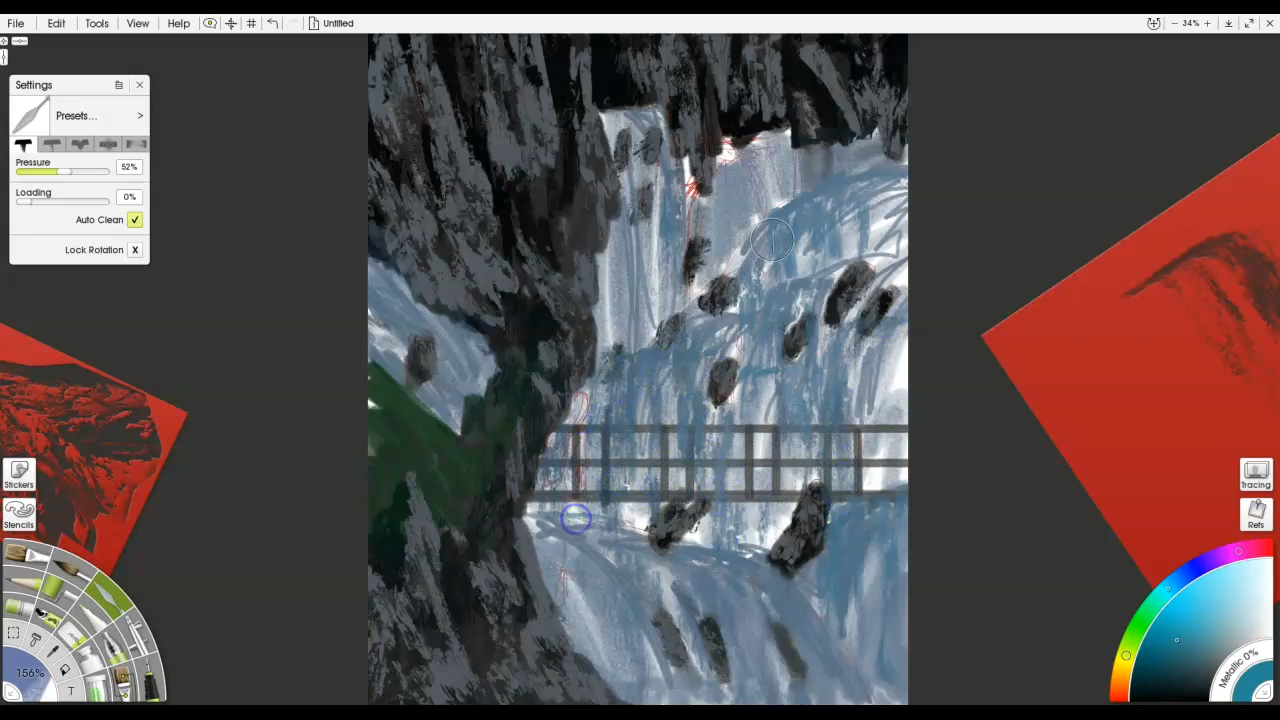 File Edit Tools View Help Untitled 34%
Settings
Presets... >
Pressure
52%
Loading
0%
Auto Clean
Lock Rotation X
Stickers
Stencils
Tracing
Refs
156%
T
Metallic 0%